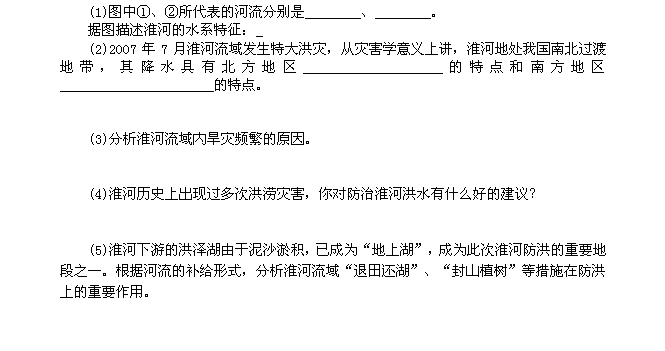 (1)图中①、②所代表的河流分别是________、________。
据图描述淮河的水系特征：_
(2)2007 年 7 月淮河流域发生特大洪灾，从灾害学意义上讲，淮河地处我国南北过渡
地带，其降水具有北方地区____________________的特点和南方地区
______________________的特点。
(3)分析淮河流域内旱灾频繁的原因。
(4)淮河历史上出现过多次洪涝灾害，你对防治淮河洪水有什么好的建议？
(5)淮河下游的洪泽湖由于泥沙淤积，已成为“地上湖”，成为此次淮河防洪的重要地
段之一。根据河流的补给形式，分析淮河流域“退田还湖”、“封山植树”等措施在防洪
上的重要作用。